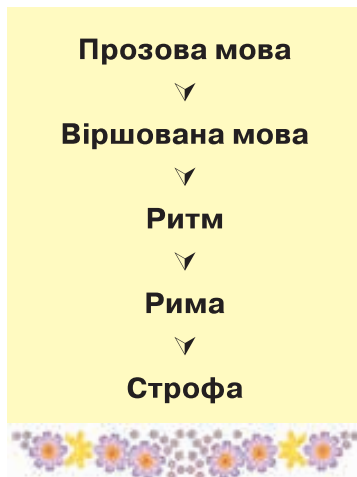 Прозова мова
Віршована мова
Ритм
Рима
Строфа